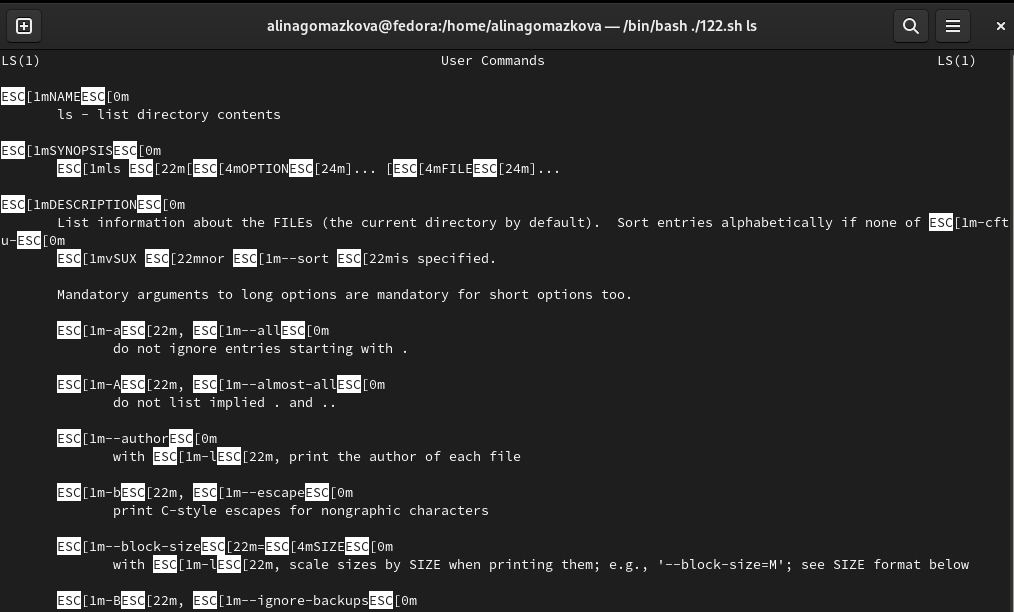 alinagomazkova@fedora:/home/alinagomazkova — /bin/bash ./122.sh ls
LS(1) User Commands LS(1)
ESC[1mNAMEESC[0m
ls - list directory contents
ESC[1mSYNOPSISESC[0m
ESC[1mls ESC[22m[ESC[4mOPTIONESC[24m]... [ESC[4mFILEESC[24m]...
ESC[1mDESCRIPTIONESC[0m
List information about the FILEs (the current directory by default).  Sort entries alphabetically if none of ESC[1m-cft
u-ESC[0m
ESC[1mvSUX ESC[22mnor ESC[1m--sort ESC[22mis specified.
Mandatory arguments to long options are mandatory for short options too.
ESC[1m-aESC[22m, ESC[1m--allESC[0m
do not ignore entries starting with .
ESC[1m-AESC[22m, ESC[1m--almost-allESC[0m
do not list implied . and ..
ESC[1m--authorESC[0m
with ESC[1m-lESC[22m, print the author of each file
ESC[1m-bESC[22m, ESC[1m--escapeESC[0m
print C-style escapes for nongraphic characters
ESC[1m--block-sizeESC[22m=ESC[4mSIZEESC[0m
with ESC[1m-lESC[22m, scale sizes by SIZE when printing them; e.g., '--block-size=M'; see SIZE format below
ESC[1m-BESC[22m, ESC[1m--ignore-backupsESC[0m